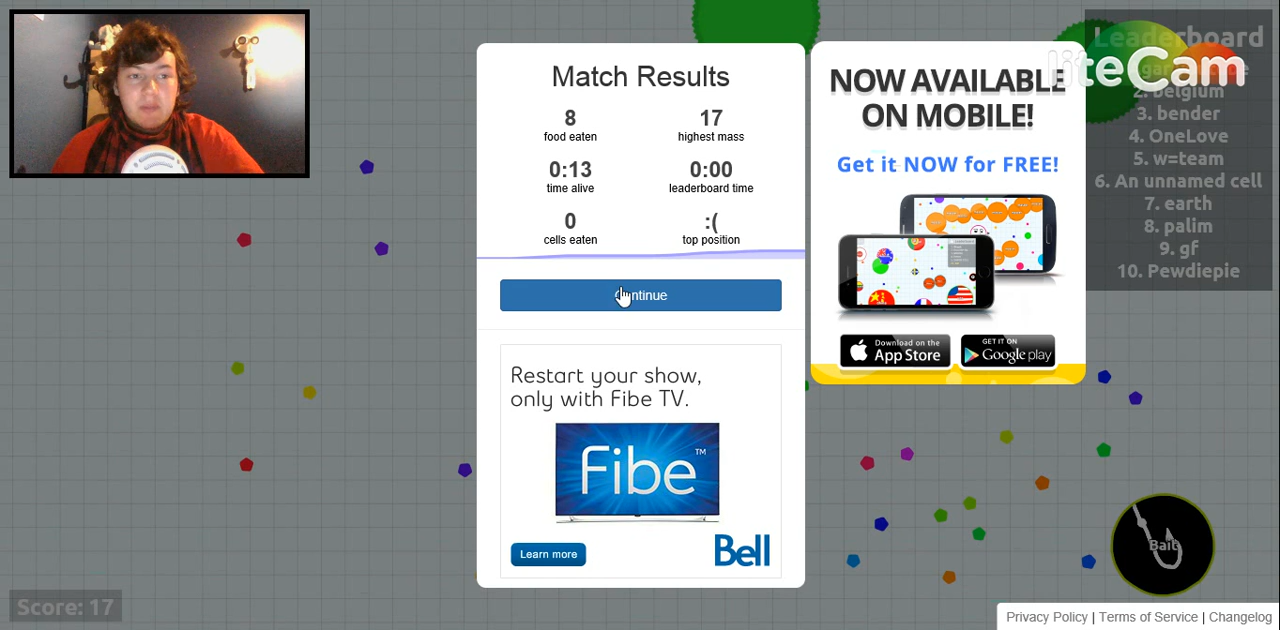 Match Results
8
food eaten
17
highest mass
0:13
time alive
0:00
leaderboard time
0
cells eaten
:(
top position
Restart your show,
only with Fibe TV.
Fibe™
Learn more
Bell
NOW AVAILABLE
ON MOBILE!
Get it NOW for FREE!
Download on the
App Store
GET IT ON
Google play
liteCam
Leaderboard
2. belgium
3. bender
4. OneLove
5. w=team
6. An unnamed cell
7. earth
8. palim
9. gf
10. Pewdiepie
Bait
Score: 17
Privacy Policy | Terms of Service | Changelog